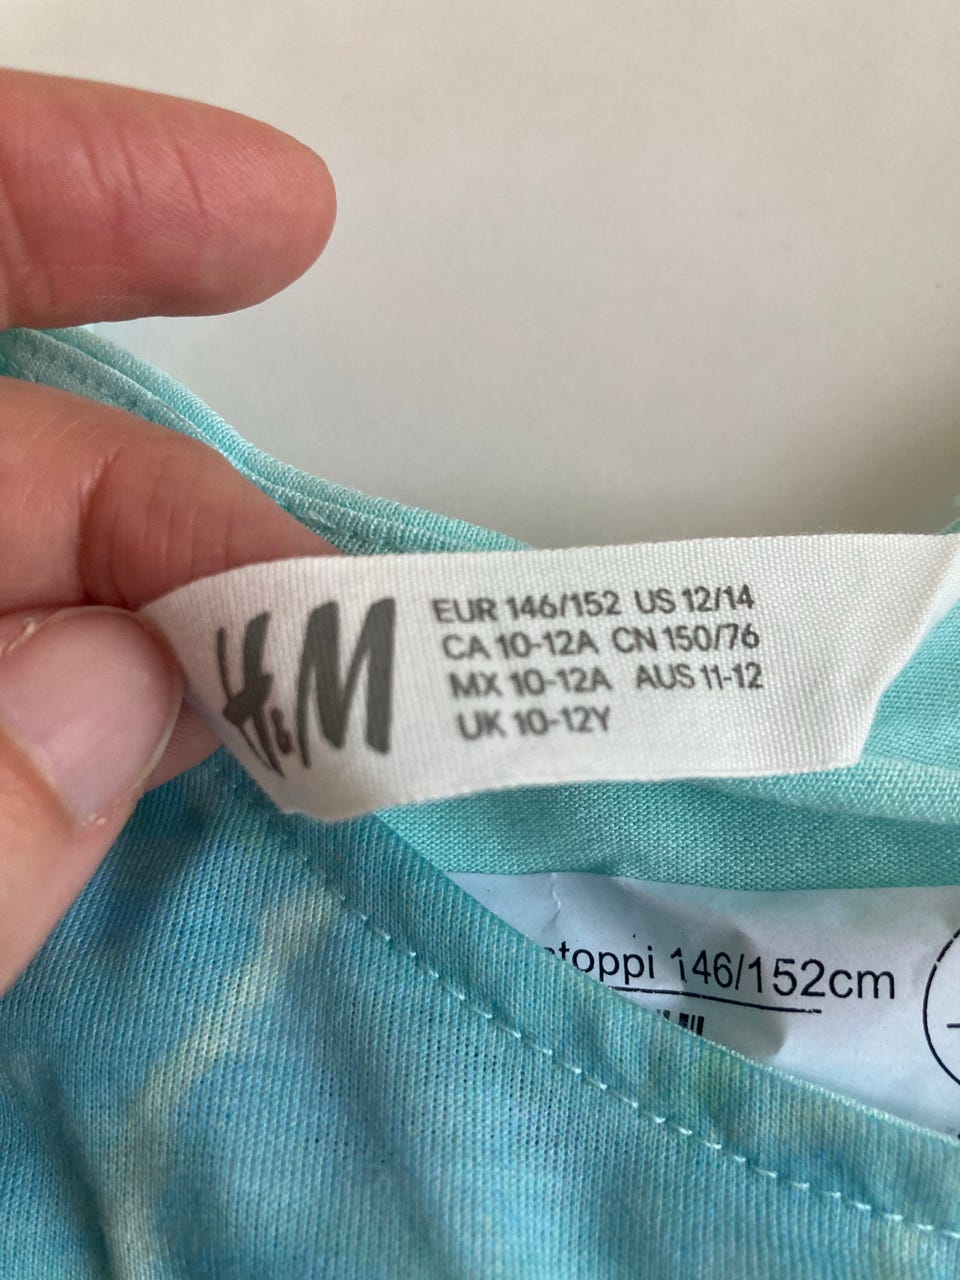 H&M
EUR 146/152 US 12/14
CA 10-12A CN 150/76
MX 10-12A AUS 11-12
UK 10-12Y
toppi 146/152cm